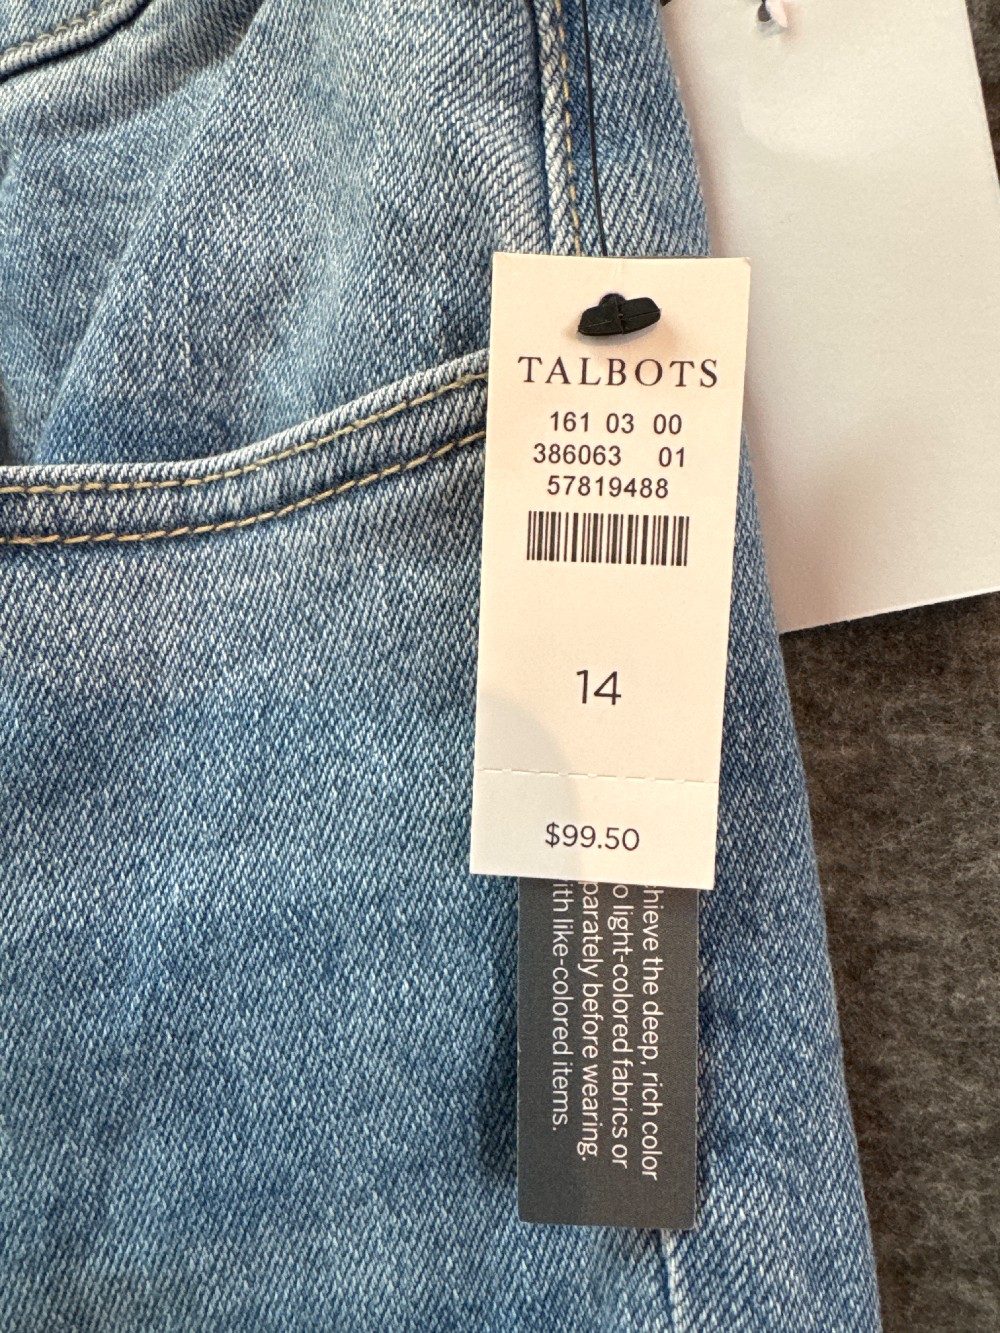 TALBOTS
161 03 00
386063 01
57819488
14
$99.50
hieve the deep, rich color
o light-colored fabrics or
parately before wearing.
ith like-colored items.